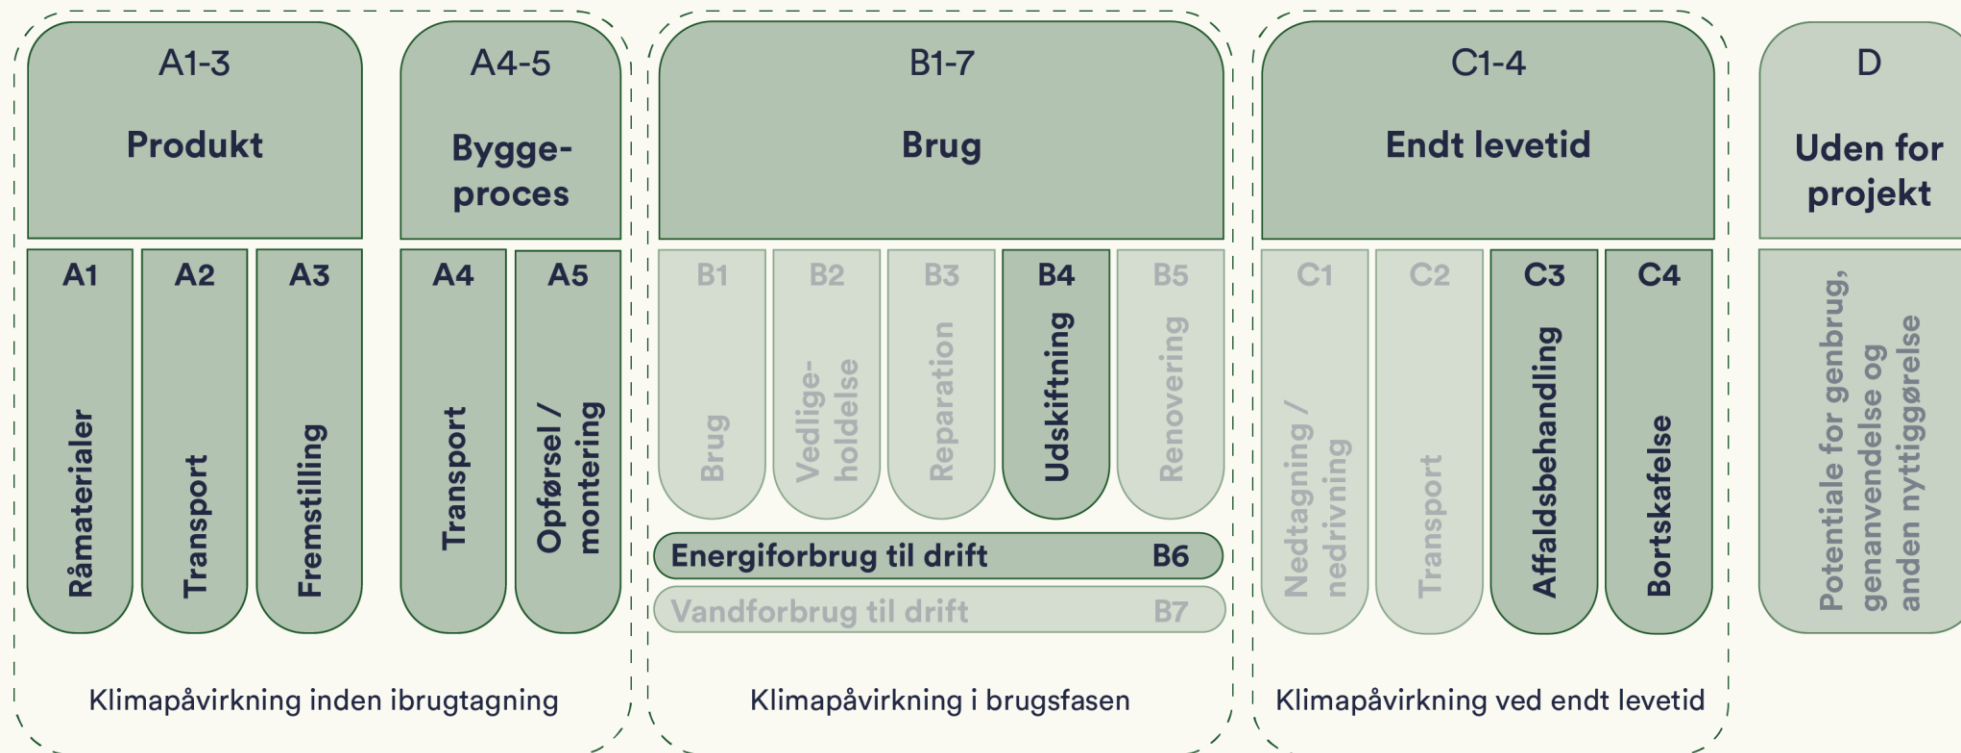 A1-3
Produkt
A4-5
Bygge-
proces
B1-7
Brug
C1-4
Endt levetid
D
Uden for
projekt
A1
Råmaterialer
A2
Transport
A3
Fremstilling
A4
Transport
A5
Opførsel /
montering
B1
Brug
B2
Vedlige-
holdelse
B3
Reparation
B4
Udskiftning
B5
Renovering
Energiforbrug til drift B6
Vandforbrug til drift B7
C1
Nedtagning /
nedrivning
C2
Transport
C3
Affaldsbehandling
C4
Bortskafelse
Potentiale for genbrug,
genanvendelse og
anden nyttiggørelse
Klimapåvirkning inden ibrugtagning
Klimapåvirkning i brugsfasen
Klimapåvirkning ved endt levetid